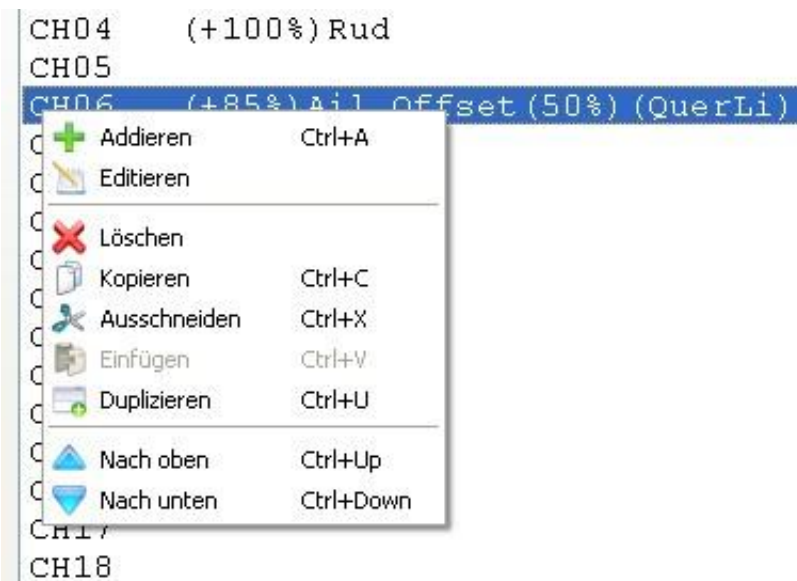 CH04 (+100%)Rud
CH05
CH06 (+85%)Ail Offset(50%)(QuerLi)
Addieren Ctrl+A
Editieren
Löschen
Kopieren Ctrl+C
Ausschneiden Ctrl+X
Einfügen Ctrl+V
Duplizieren Ctrl+U
Nach oben Ctrl+Up
Nach unten Ctrl+Down
CH17
CH18